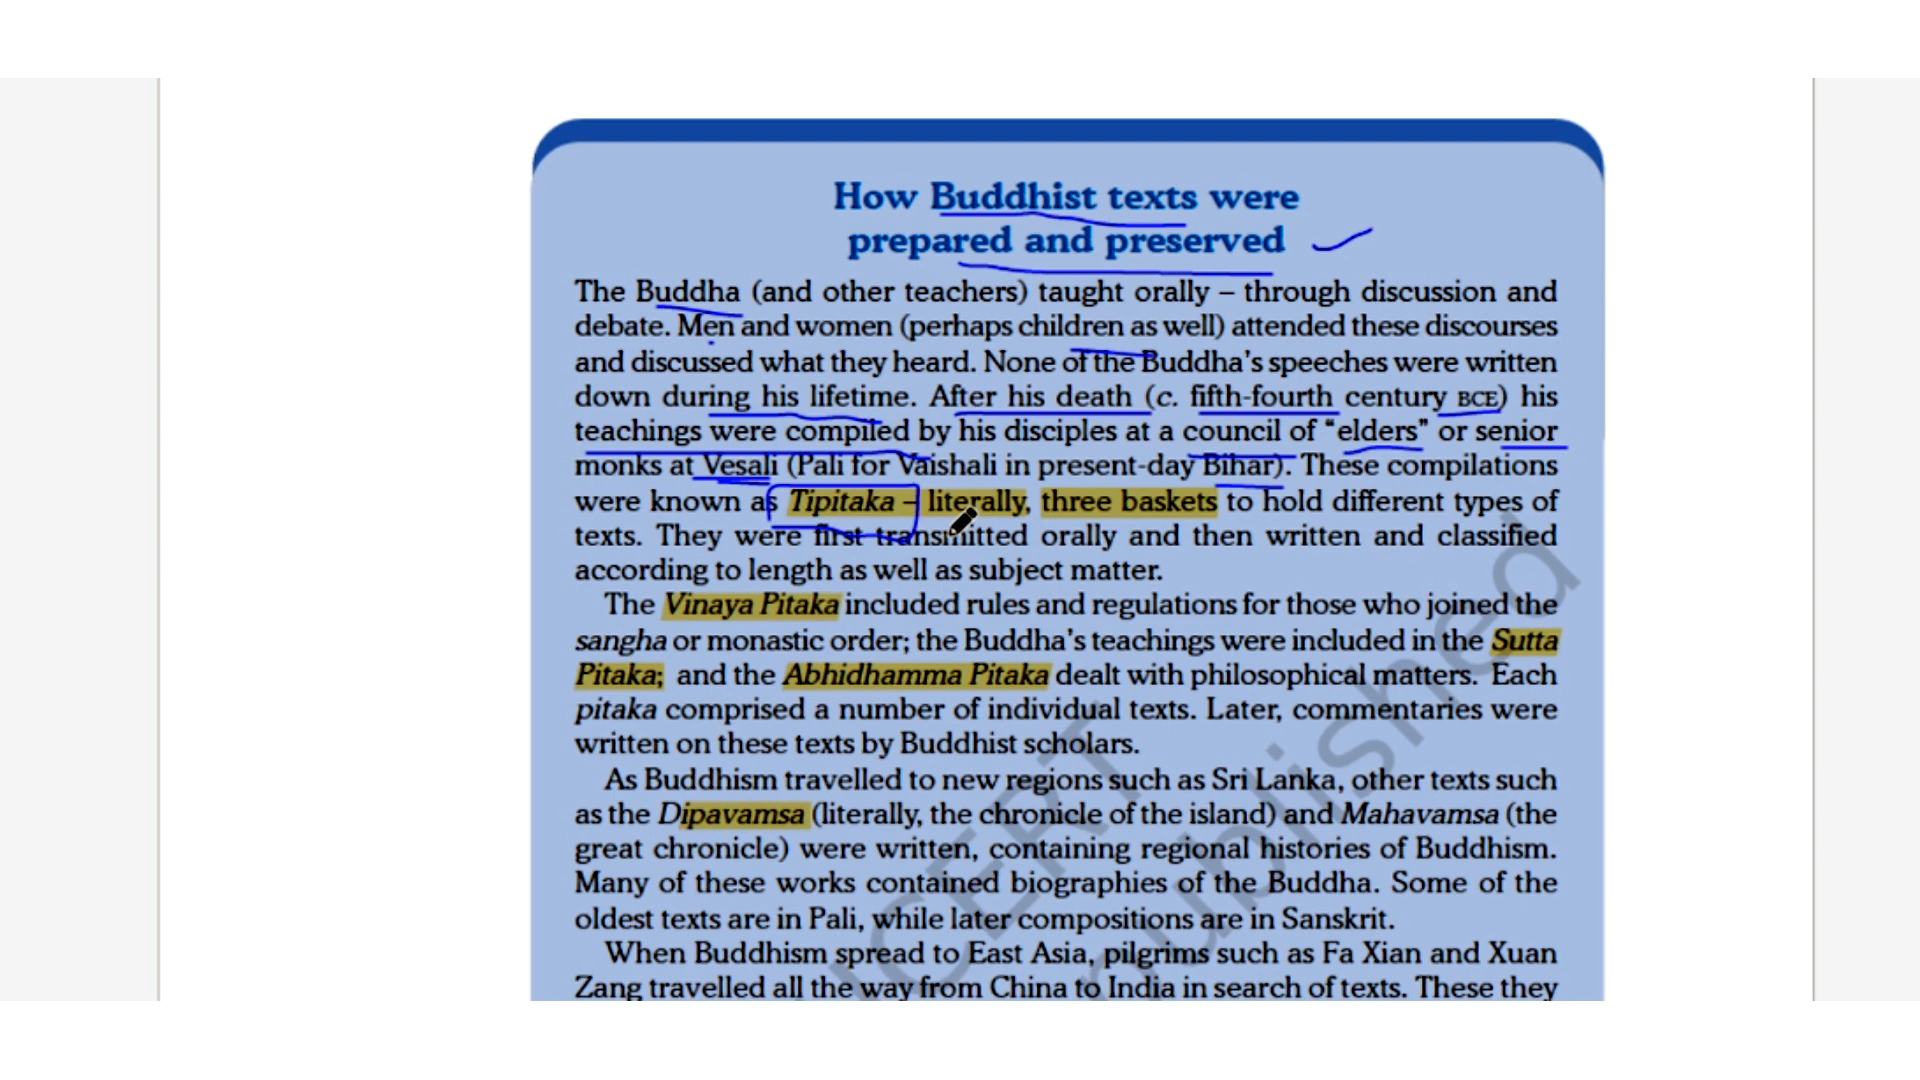 How Buddhist texts were
prepared and preserved
The Buddha (and other teachers) taught orally – through discussion and
debate. Men and women (perhaps children as well) attended these discourses
and discussed what they heard. None of the Buddha’s speeches were written
down during his lifetime. After his death (c. fifth-fourth century BCE) his
teachings were compiled by his disciples at a council of “elders” or senior
monks at Vesali (Pali for Vaishali in present-day Bihar). These compilations
were known as Tipitaka – literally, three baskets to hold different types of
texts. They were first transmitted orally and then written and classified
according to length as well as subject matter.
The Vinaya Pitaka included rules and regulations for those who joined the
sangha or monastic order; the Buddha’s teachings were included in the Sutta
Pitaka; and the Abhidhamma Pitaka dealt with philosophical matters. Each
pitaka comprised a number of individual texts. Later, commentaries were
written on these texts by Buddhist scholars.
As Buddhism travelled to new regions such as Sri Lanka, other texts such
as the Dipavamsa (literally, the chronicle of the island) and Mahavamsa (the
great chronicle) were written, containing regional histories of Buddhism.
Many of these works contained biographies of the Buddha. Some of the
oldest texts are in Pali, while later compositions are in Sanskrit.
When Buddhism spread to East Asia, pilgrims such as Fa Xian and Xuan
Zang travelled all the way from China to India in search of texts. These they